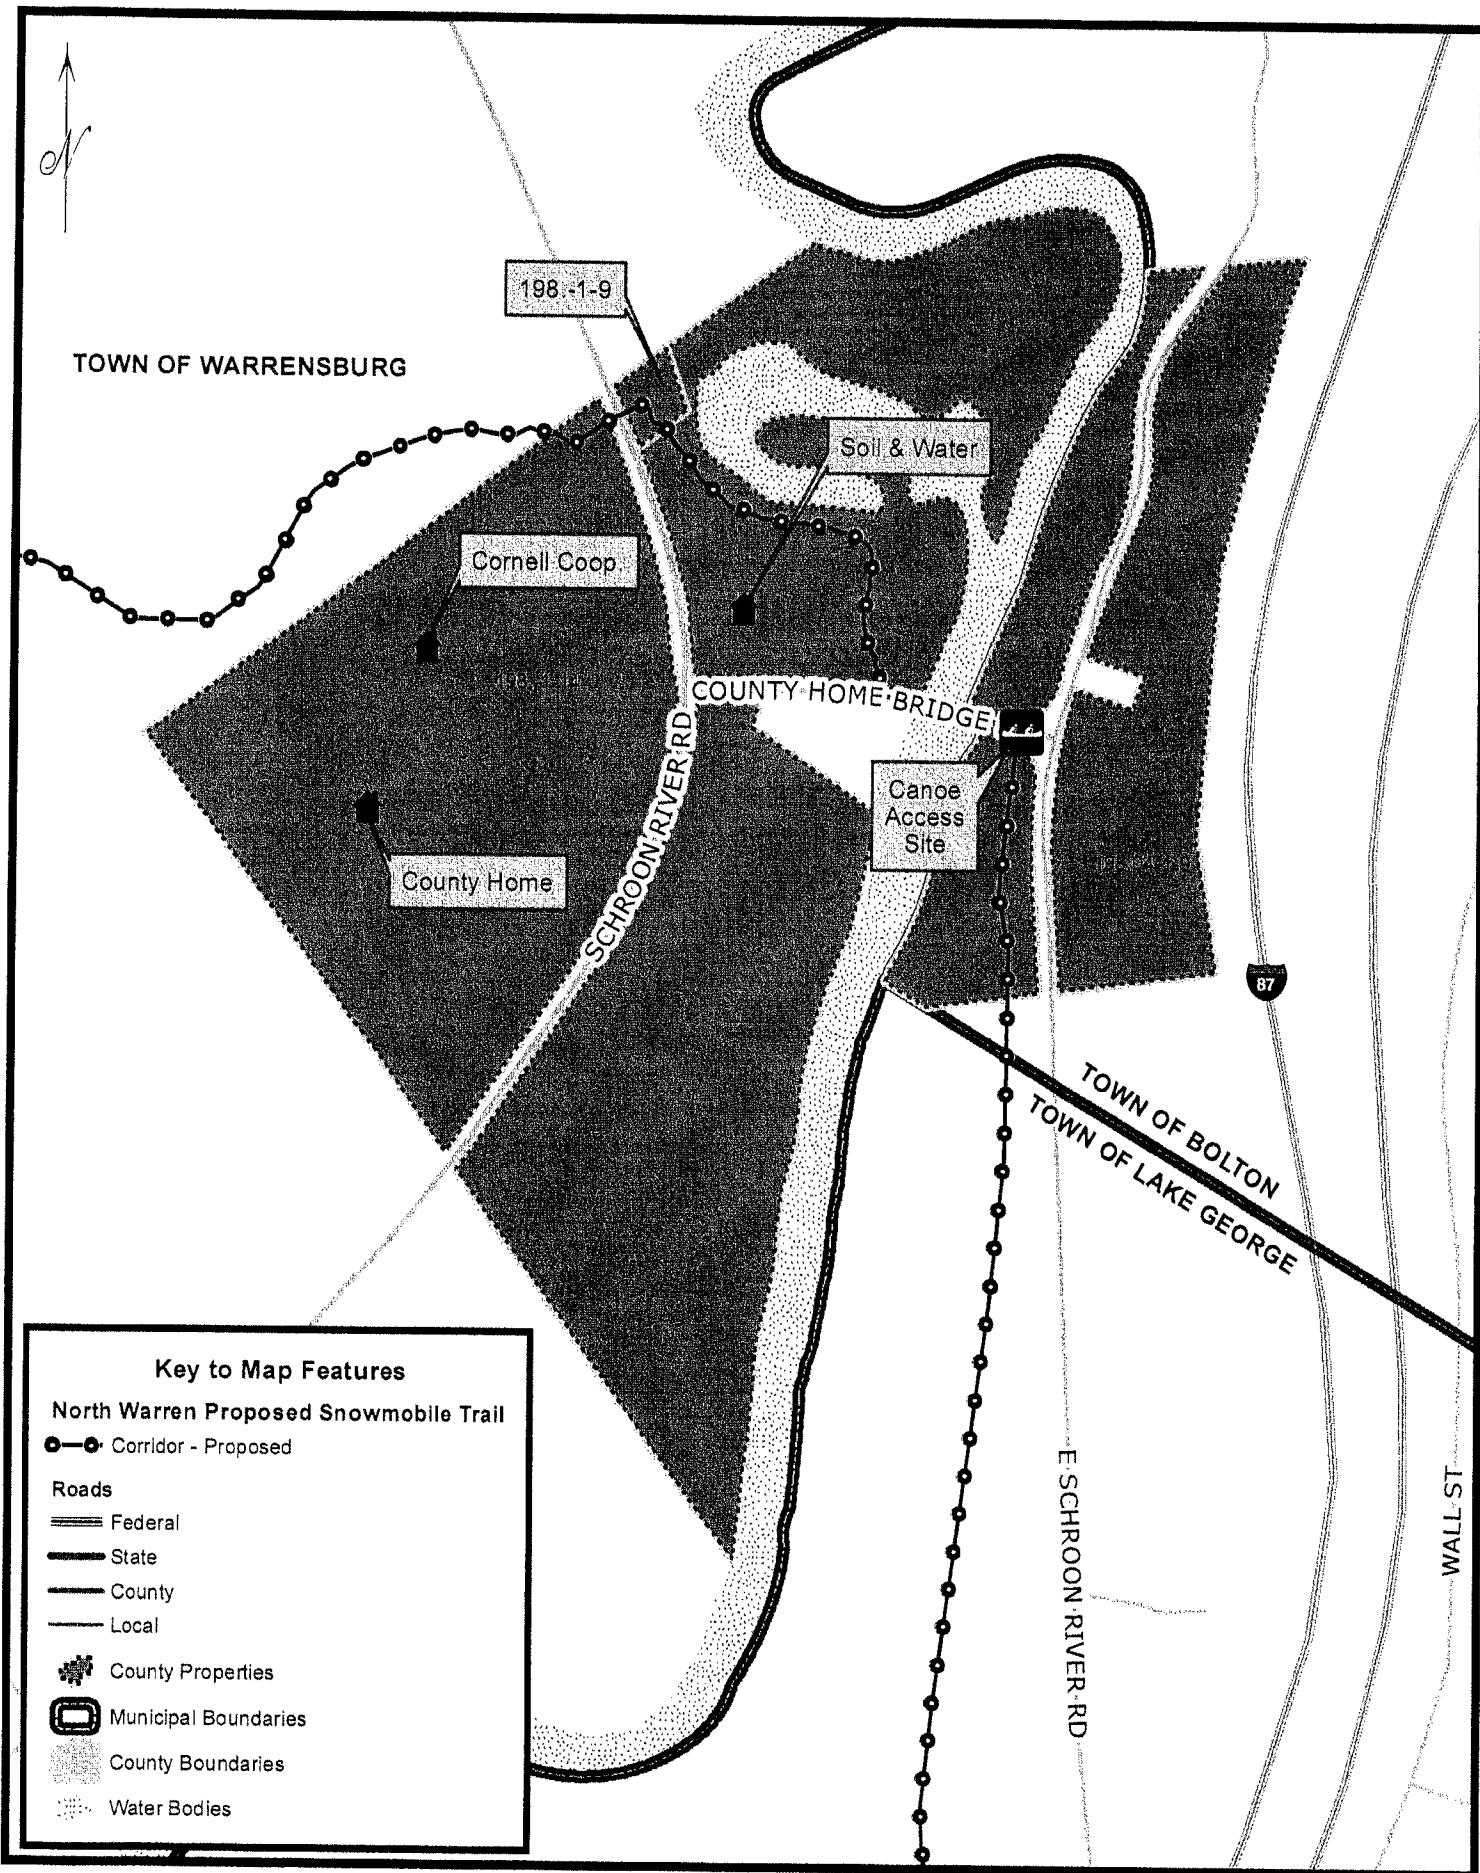 N
198.-1-9
TOWN OF WARRENSBURG
Soil & Water
Cornell Coop.
COUNTY HOME BRIDGE
SCHROON RIVER RD
Canoe
Access
Site
County Home
87
TOWN OF BOLTON
TOWN OF LAKE GEORGE
E SCHROON RIVER RD
WALL ST
Key to Map Features
North Warren Proposed Snowmobile Trail
Corridor - Proposed
Roads
Federal
State
County
Local
County Properties
Municipal Boundaries
County Boundaries
Water Bodies